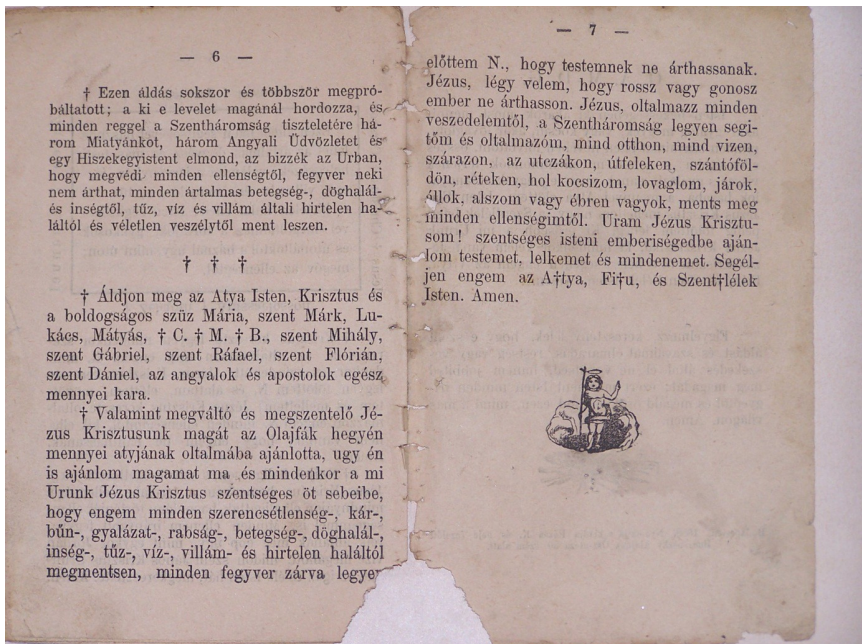 — 6 —
† Ezen áldás sokszor és többször megpró-
báltatott; a ki e levelet magánál hordozza, és
minden reggel a Szentháromság tiszteletére há-
rom Miatyánkot, három Angyali Üdvözletet és
egy Hiszekegyistent elmond, az bizzék az Urban,
hogy megvédi minden ellenségtől, fegyver neki
nem árthat, minden ártalmas betegség-, döghalál-
és inségtől, tűz, víz és villám általi hirtelen ha-
láltól és véletlen veszélytől ment leszen.
† † †
† Áldjon meg az Atya Isten, Krisztus és
a boldogságos szüz Mária, szent Márk, Lu-
kács, Mátyás, † C. † M. † B., szent Mihály,
szent Gábriel, szent Ráfael, szent Flórián,
szent Dániel, az angyalok és apostolok egész
mennyei kara.
† Valamint megváltó és megszentelő Jé-
zus Krisztusunk magát az Olajfák hegyén
mennyei atyjának oltalmába ajánlotta, ugy én
is ajánlom magamat ma és mindenkor a mi
Urunk Jézus Krisztus szentséges öt sebeibe,
hogy engem minden szerencsétlenség-, kár-,
bűn-, gyalázat-, rabság-, betegség-, döghalál-,
inség-, tűz-, víz-, villám- és hirtelen haláltól
megmentsen, minden fegyver zárva legyen
— 7 —
előttem N., hogy testemnek ne árthassanak.
Jézus, légy velem, hogy rossz vagy gonosz
ember ne árthasson. Jézus, oltalmazz minden
veszedelemtől, a Szentháromság legyen segi-
tőm és oltalmazóm, mind otthon, mind vizen,
szárazon, az utczákon, útfeleken, szántóföl-
dön, réteken, hol kocsizom, lovaglom, járok,
állok, alszom vagy ébren vagyok, ments meg
minden ellenségimtől. Uram Jézus Krisztu-
som! szentséges isteni emberiségedbe aján-
lom testemet, lelkemet és mindenemet. Segél-
jen engem az A†tya, Fi†u, és Szent†lélek
Isten. Amen.